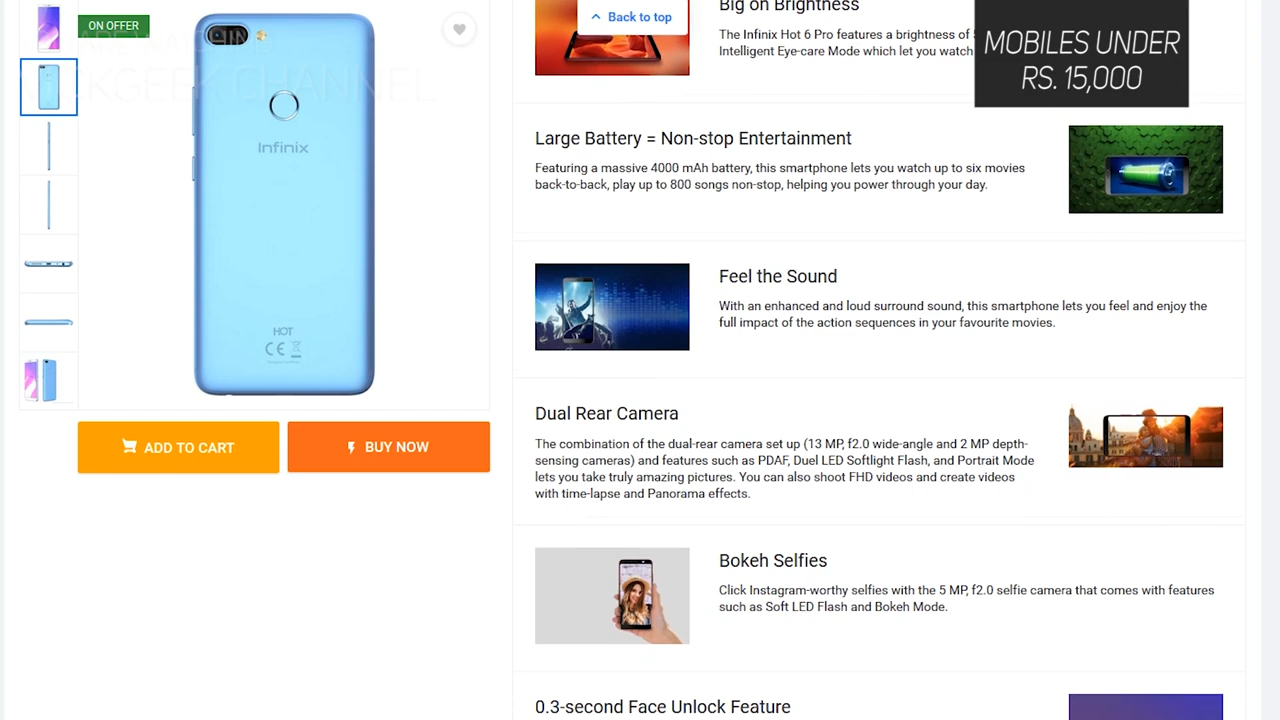 ON OFFER
Infinix
HOT
CE
ADD TO CART
BUY NOW
Back to top
Big on Brightness
The Infinix Hot 6 Pro features a brightness of
Intelligent Eye-care Mode which let you watch
MOBILES UNDER
RS. 15,000
Large Battery = Non-stop Entertainment
Featuring a massive 4000 mAh battery, this smartphone lets you watch up to six movies
back-to-back, play up to 800 songs non-stop, helping you power through your day.
Feel the Sound
With an enhanced and loud surround sound, this smartphone lets you feel and enjoy the
full impact of the action sequences in your favourite movies.
Dual Rear Camera
The combination of the dual-rear camera set up (13 MP, f2.0 wide-angle and 2 MP depth-
sensing cameras) and features such as PDAF, Duel LED Softlight Flash, and Portrait Mode
lets you take truly amazing pictures. You can also shoot FHD videos and create videos
with time-lapse and Panorama effects.
Bokeh Selfies
Click Instagram-worthy selfies with the 5 MP, f2.0 selfie camera that comes with features
such as Soft LED Flash and Bokeh Mode.
0.3-second Face Unlock Feature